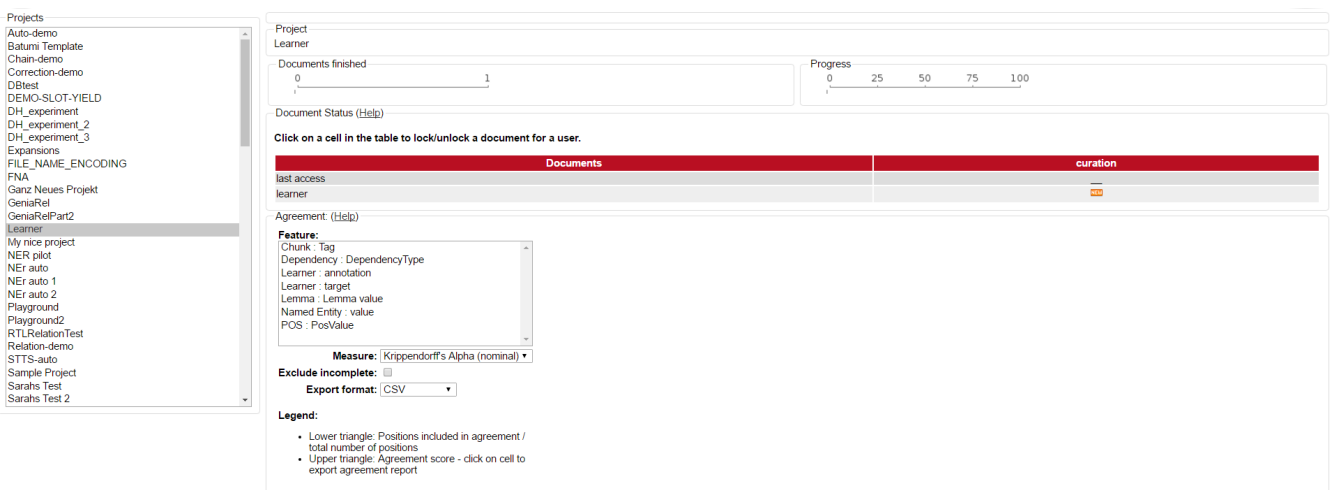 Projects
Auto-demo
Batumi Template
Chain-demo
Correction-demo
DBtest
DEMO-SLOT-YIELD
DH_experiment
DH_experiment_2
DH_experiment_3
Expansions
FILE_NAME_ENCODING
FNA
Ganz Neues Projekt
GeniaRel
GeniaRelPart2
Learner
My nice project
NER pilot
NEr auto
NEr auto 1
NEr auto 2
Playground
Playground2
RTLRelationTest
Relation-demo
STTS-auto
Sample Project
Sarahs Test
Sarahs Test 2
Project
Learner
Documents finished
0 1
Progress
0 25 50 75 100
Document Status (Help)
Click on a cell in the table to lock/unlock a document for a user.
Documents curation
last access
learner NEW
Agreement: (Help)
Feature:
Chunk : Tag
Dependency : DependencyType
Learner : annotation
Learner : target
Lemma : Lemma value
Named Entity : value
POS : PosValue
Measure: Krippendorff's Alpha (nominal)
Exclude incomplete:
Export format: CSV
Legend:
• Lower triangle: Positions included in agreement /
total number of positions
• Upper triangle: Agreement score - click on cell to
export agreement report